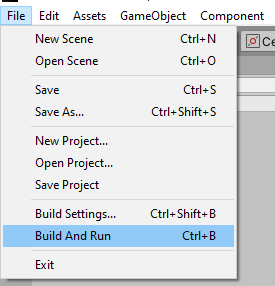 File Edit Assets GameObject Component
New Scene Ctrl+N
Open Scene Ctrl+O
Save Ctrl+S
Save As... Ctrl+Shift+S
New Project...
Open Project...
Save Project
Build Settings... Ctrl+Shift+B
Build And Run Ctrl+B
Exit